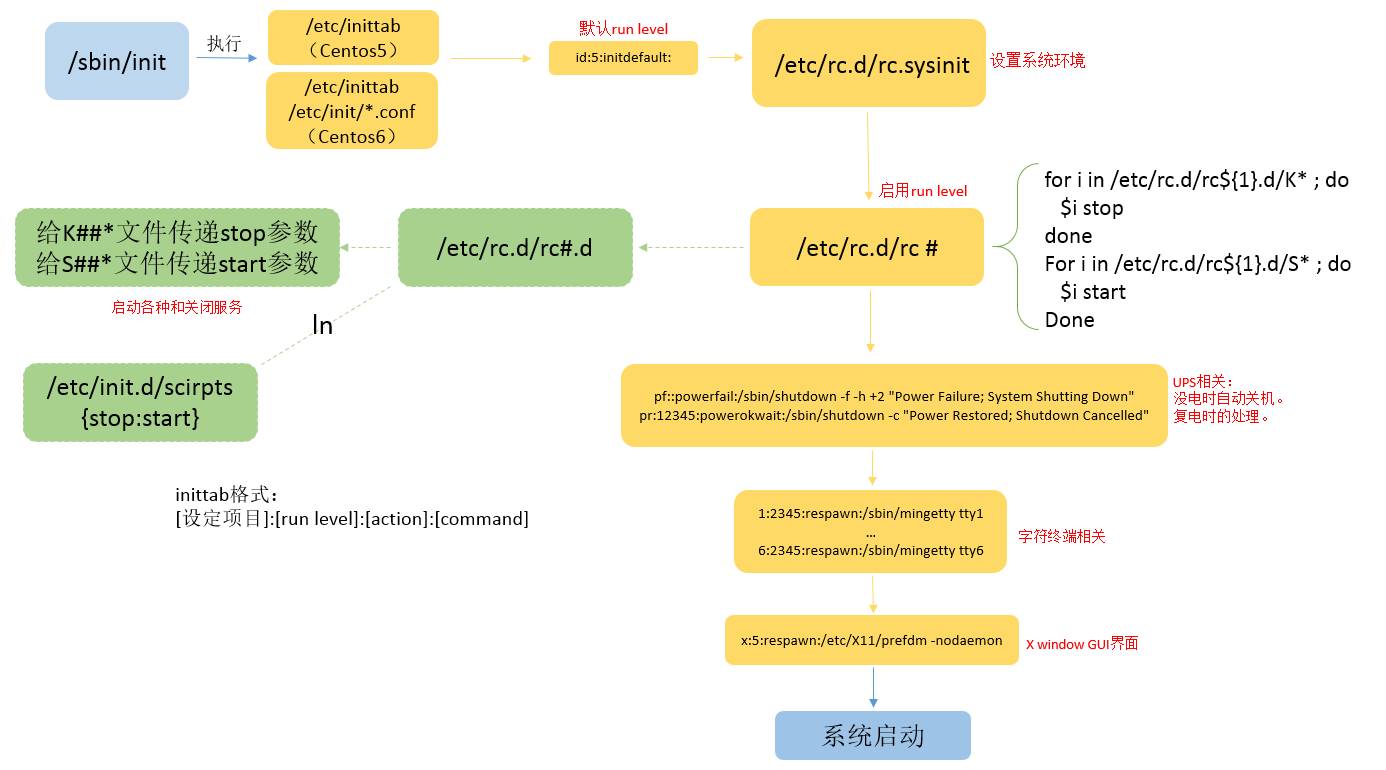 /sbin/init
执行
/etc/inittab
（Centos5）
/etc/inittab
/etc/init/*.conf
（Centos6）
默认run level
id:5:initdefault:
/etc/rc.d/rc.sysinit
设置系统环境
启用run level
/etc/rc.d/rc #
for i in /etc/rc.d/rc${1}.d/K* ; do
$i stop
done
For i in /etc/rc.d/rc${1}.d/S* ; do
$i start
Done
/etc/rc.d/rc#.d
给K##*文件传递stop参数
给S##*文件传递start参数
启动各种和关闭服务
ln
/etc/init.d/scirpts
{stop:start}
pf::powerfail:/sbin/shutdown -f -h +2 "Power Failure; System Shutting Down"
pr:12345:powerokwait:/sbin/shutdown -c "Power Restored; Shutdown Cancelled"
UPS相关：
没电时自动关机。
复电时的处理。
inittab格式：
[设定项目]:[run level]:[action]:[command]
1:2345:respawn:/sbin/mingetty tty1
...
6:2345:respawn:/sbin/mingetty tty6
字符终端相关
x:5:respawn:/etc/X11/prefdm -nodaemon
X window GUI界面
系统启动